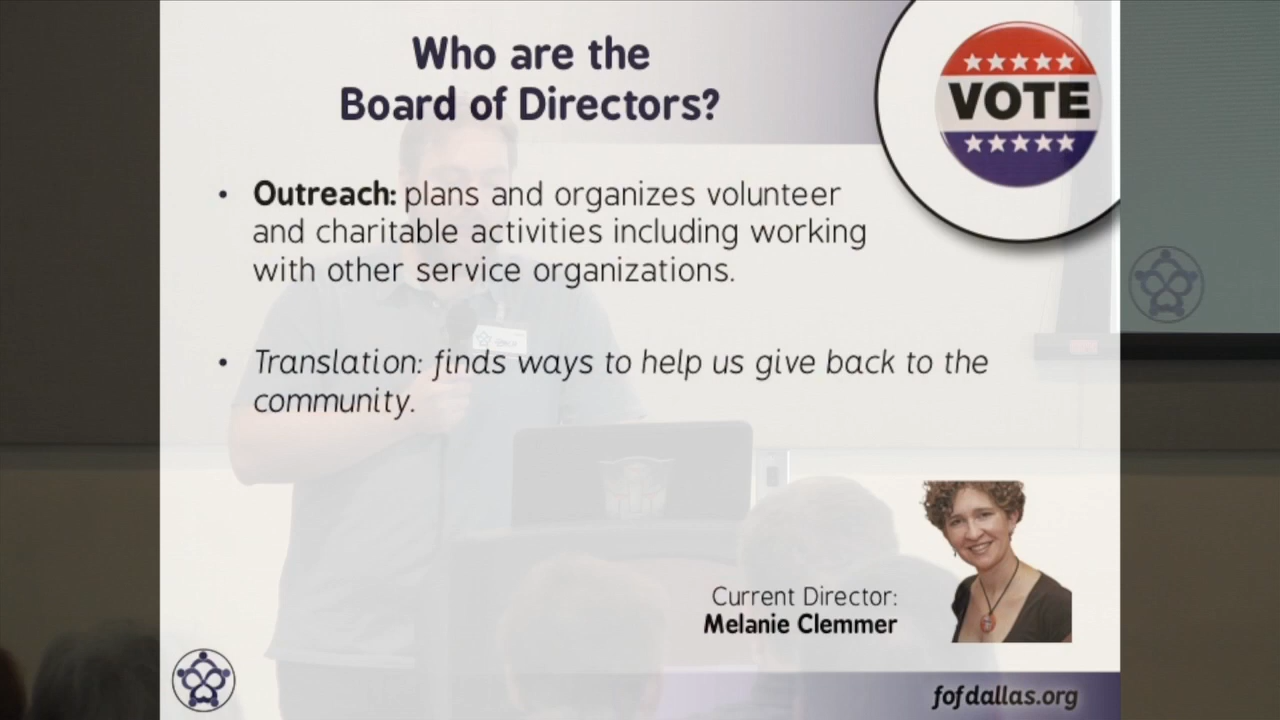 Who are the
Board of Directors?
VOTE
• Outreach: plans and organizes volunteer
and charitable activities including working
with other service organizations.
• Translation: finds ways to help us give back to the
community.
Current Director:
Melanie Clemmer
fofdallas.org